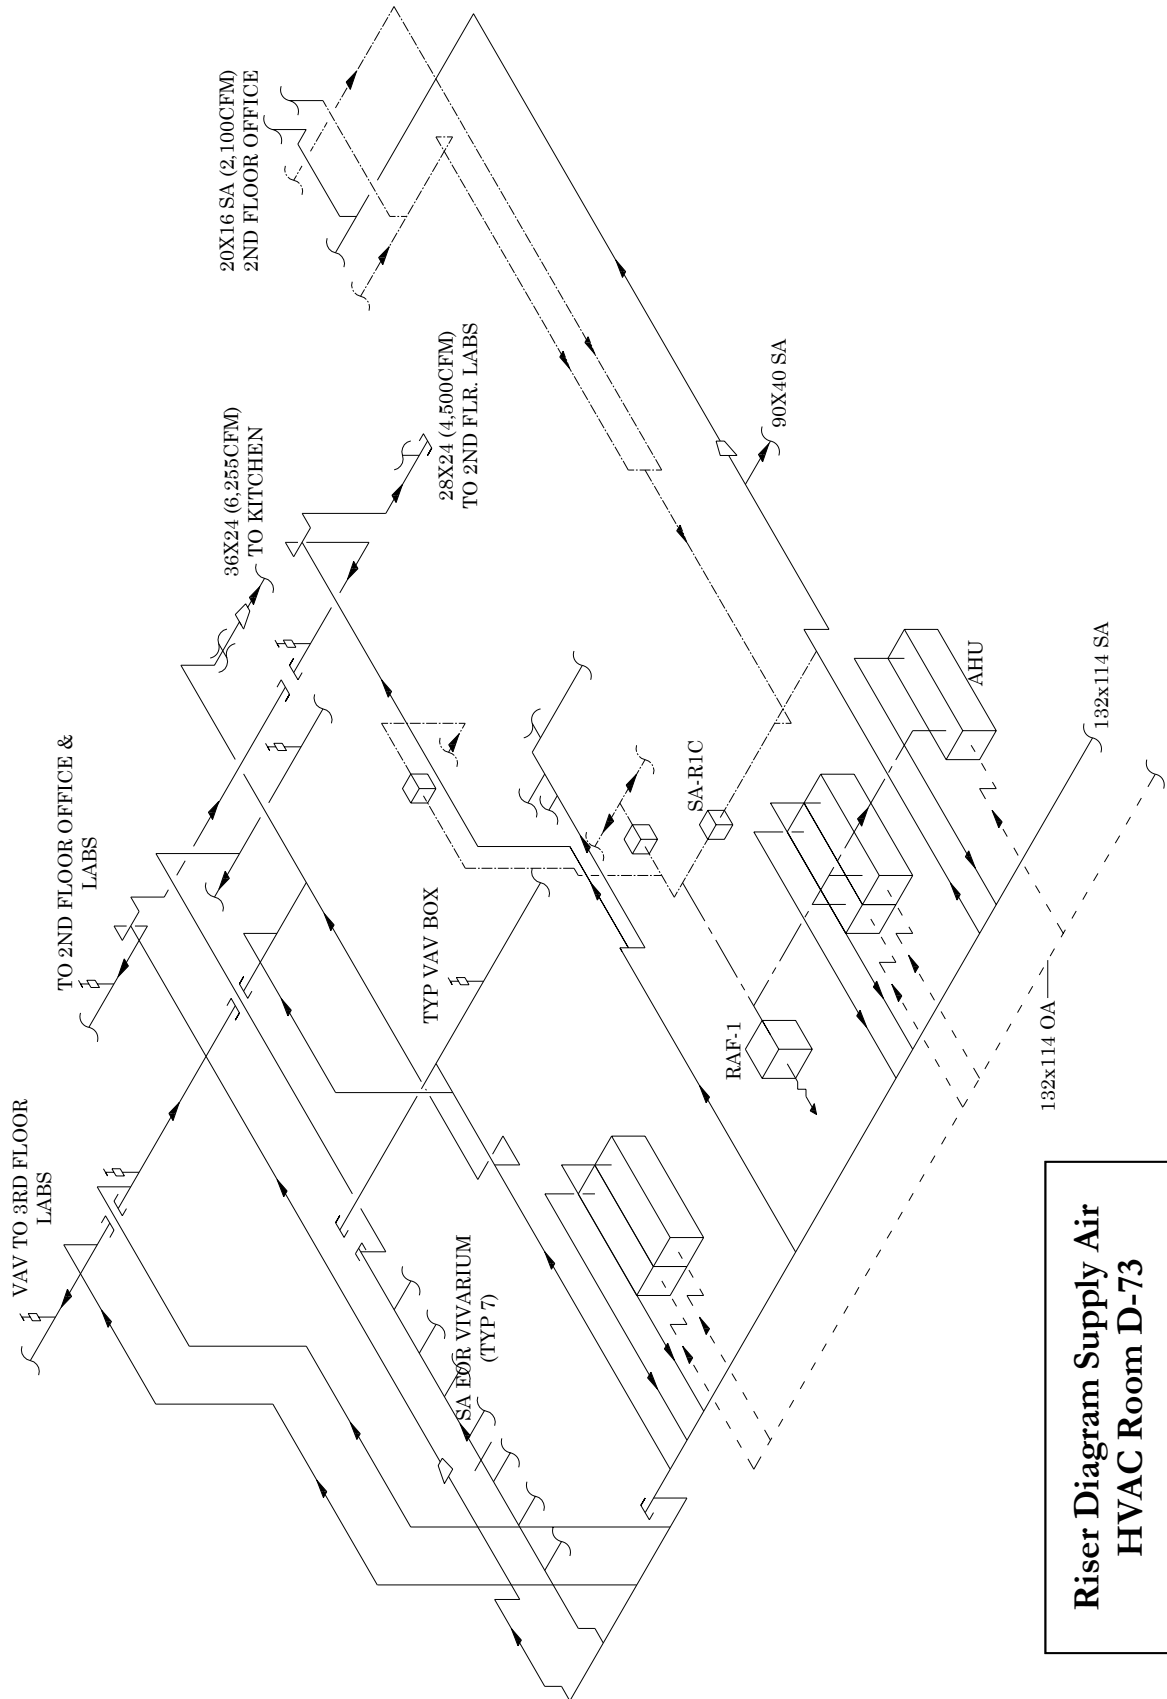 VAV TO 3RD FLOOR
LABS
TO 2ND FLOOR OFFICE &
LABS
36X24 (6,255CFM)
TO KITCHEN
20X16 SA (2,100CFM)
2ND FLOOR OFFICE
28X24 (4,500CFM)
TO 2ND FLR. LABS
TYP VAV BOX
SA FOR VIVARIUM
(TYP 7)
SA-R1C
90X40 SA
RAF-1
AHU
132x114 SA
132x114 OA
Riser Diagram Supply Air
HVAC Room D-73